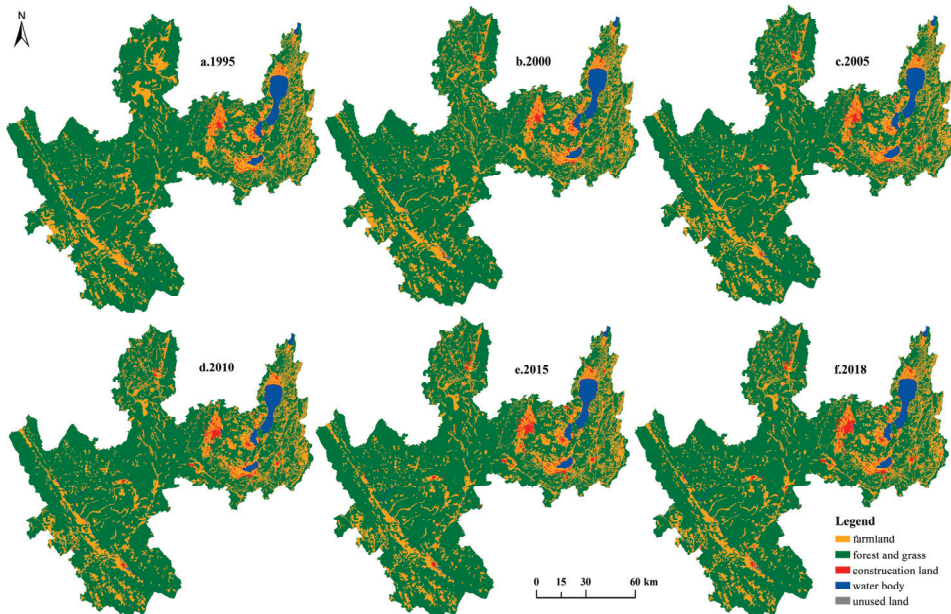 N
a.1995
b.2000
c.2005
d.2010
e.2015
f.2018
Legend
farmland
forest and grass
construcation land
water body
unused land
0 15 30 60 km